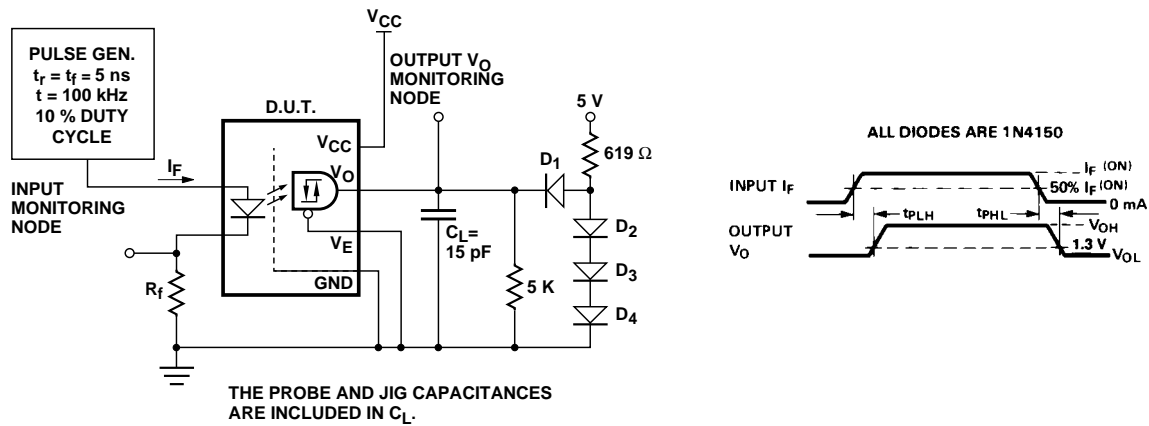 PULSE GEN.
tr = tf = 5 ns
t = 100 kHz
10 % DUTY
CYCLE
VCC
OUTPUT VO
MONITORING
NODE
D.U.T.
VCC
VO
VE
GND
IF
INPUT
MONITORING
NODE
Rf
CL=
15 pF
5 K
D1
5 V
619 Ω
D2
D3
D4
THE PROBE AND JIG CAPACITANCES
ARE INCLUDED IN CL.
ALL DIODES ARE 1N4150
INPUT IF
IF (ON)
50% IF (ON)
0 mA
tPLH
tPHL
OUTPUT
VO
VOH
1.3 V
VOL